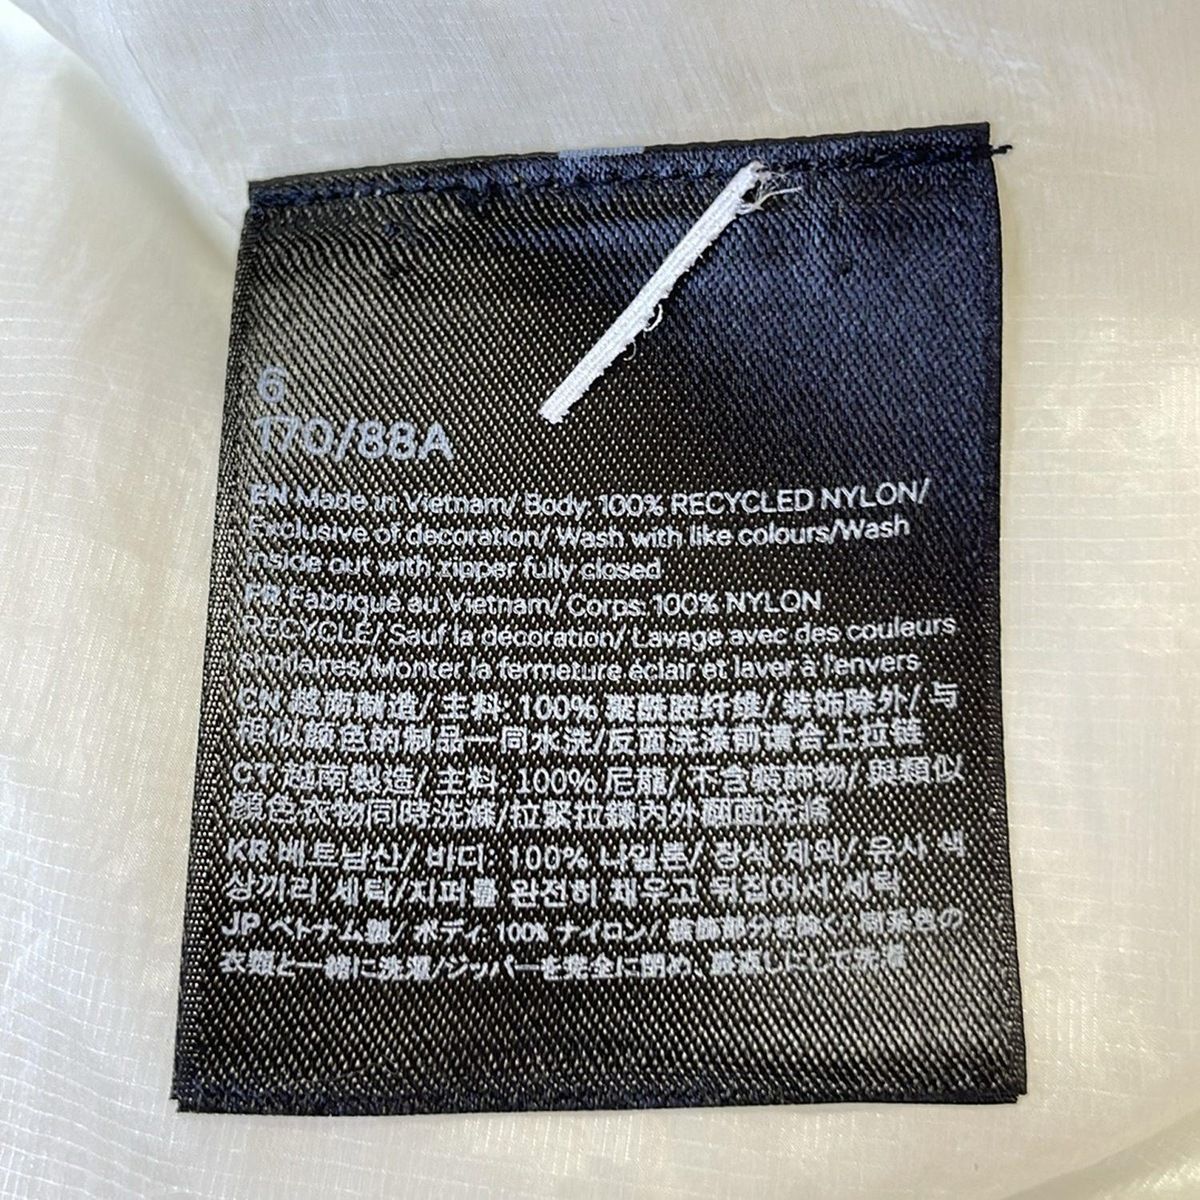 6
170/88A
EN Made in Vietnam/ Body: 100% RECYCLED NYLON/
Exclusive of decoration/ Wash with like colours/Wash
inside out with zipper fully closed
FR Fabriqué au Vietnam/ Corps: 100% NYLON
RECYCLÉ/ Sauf la décoration/ Lavage avec des couleurs
similaires/Monter la fermeture éclair et laver à l'envers
CN 越南制造/ 主料: 100% 聚酰胺纤维/ 装饰除外/ 与
相似颜色的制品一同水洗/反面洗涤前请合上拉链
CT 越南製造/ 主料: 100% 尼龍/ 不含裝飾物/ 與類似
顏色衣物同時洗滌/拉緊拉鍊內外翻面洗滌
KR 베트남산/ 바디: 100% 나일론/ 장식 제외/ 유사 색
상끼리 세탁/지퍼를 완전히 채우고 뒤집어서 세탁
JP ベトナム製/ ボディ: 100% ナイロン/ 装飾部分を除く/ 同系色の
衣類と一緒に洗濯/ジッパーを完全に閉め、裏返しにして洗濯